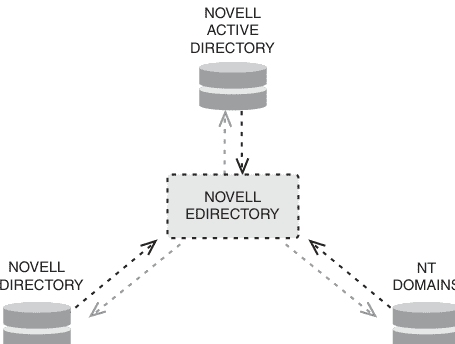 NOVELL
ACTIVE
DIRECTORY
NOVELL
EDIRECTORY
NOVELL
DIRECTORY
NT
DOMAINS